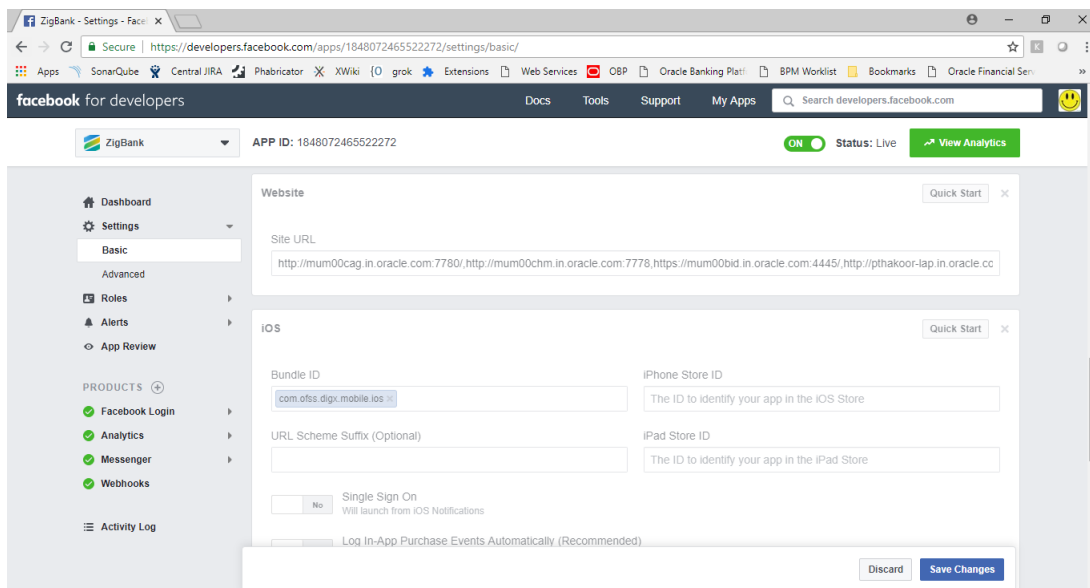 ZigBank - Settings - Face
Secure | https://developers.facebook.com/apps/1848072465522272/settings/basic/
Apps SonarQube Central JIRA Phabricator XWiki {O grok Extensions Web Services OBP Oracle Banking Platf BPM Worklist Bookmarks Oracle Financial Serv »
facebook for developers Docs Tools Support My Apps Search developers.facebook.com
ZigBank APP ID: 1848072465522272 ON Status: Live View Analytics
Website Quick Start
Dashboard
Settings
Site URL
Basic
http://mum00cag.in.oracle.com:7780/,http://mum00chm.in.oracle.com:7778,https://mum00bid.in.oracle.com:4445/,http://pthakoor-lap.in.oracle.cc
Advanced
Roles
Alerts
iOS Quick Start
App Review
Bundle ID iPhone Store ID
PRODUCTS
com.ofss.digx.mobile.ios The ID to identify your app in the iOS Store
Facebook Login
Analytics
URL Scheme Suffix (Optional) iPad Store ID
Messenger
The ID to identify your app in the iPad Store
Webhooks
No Single Sign On
Will launch from iOS Notifications
Activity Log
Log In-App Purchase Events Automatically (Recommended)
Discard Save Changes